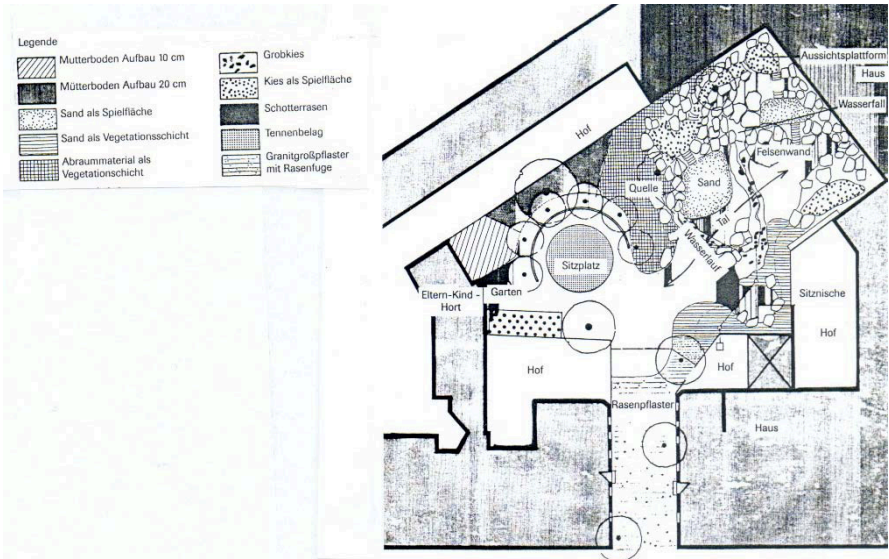 Legende
Mutterboden Aufbau 10 cm
Mütterboden Aufbau 20 cm
Sand als Spielfläche
Sand als Vegetationsschicht
Abraummaterial als
Vegetationschicht
Grobkies
Kies als Spielfläche
Schotterrasen
Tennenbelag
Granitgroßpflaster
mit Rasenfuge
Aussichtsplattform
Haus
Wasserfall
Hof
Felsenwand
Quelle
Sand
Tal
Wasserlauf
Sitzplatz
Eltern-Kind -
Hort
Garten
Sitznische
Hof
Hof
Hof
Rasenpflaster
Haus